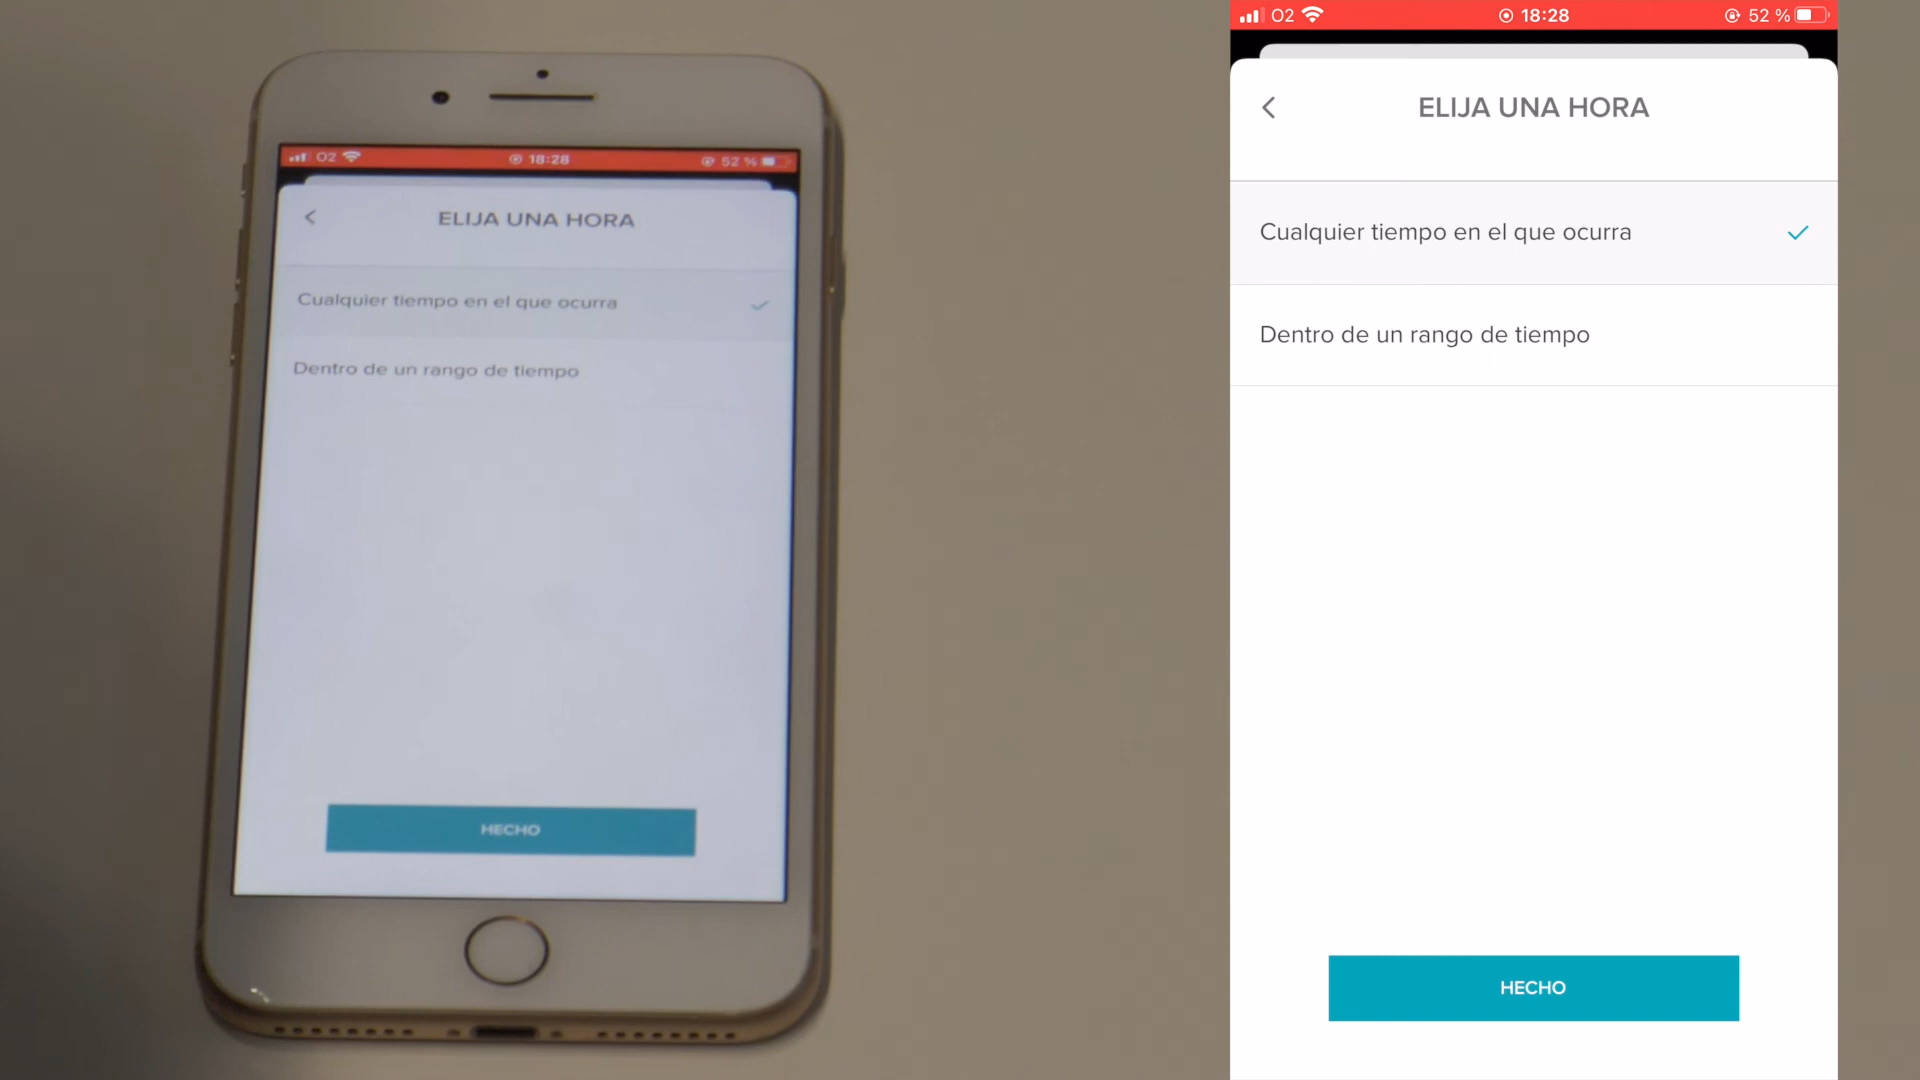 O2 18:28 52 %
ELIJA UNA HORA
Cualquier tiempo en el que ocurra
Dentro de un rango de tiempo
HECHO
O2 18:28 52 %
ELIJA UNA HORA
Cualquier tiempo en el que ocurra
Dentro de un rango de tiempo
HECHO